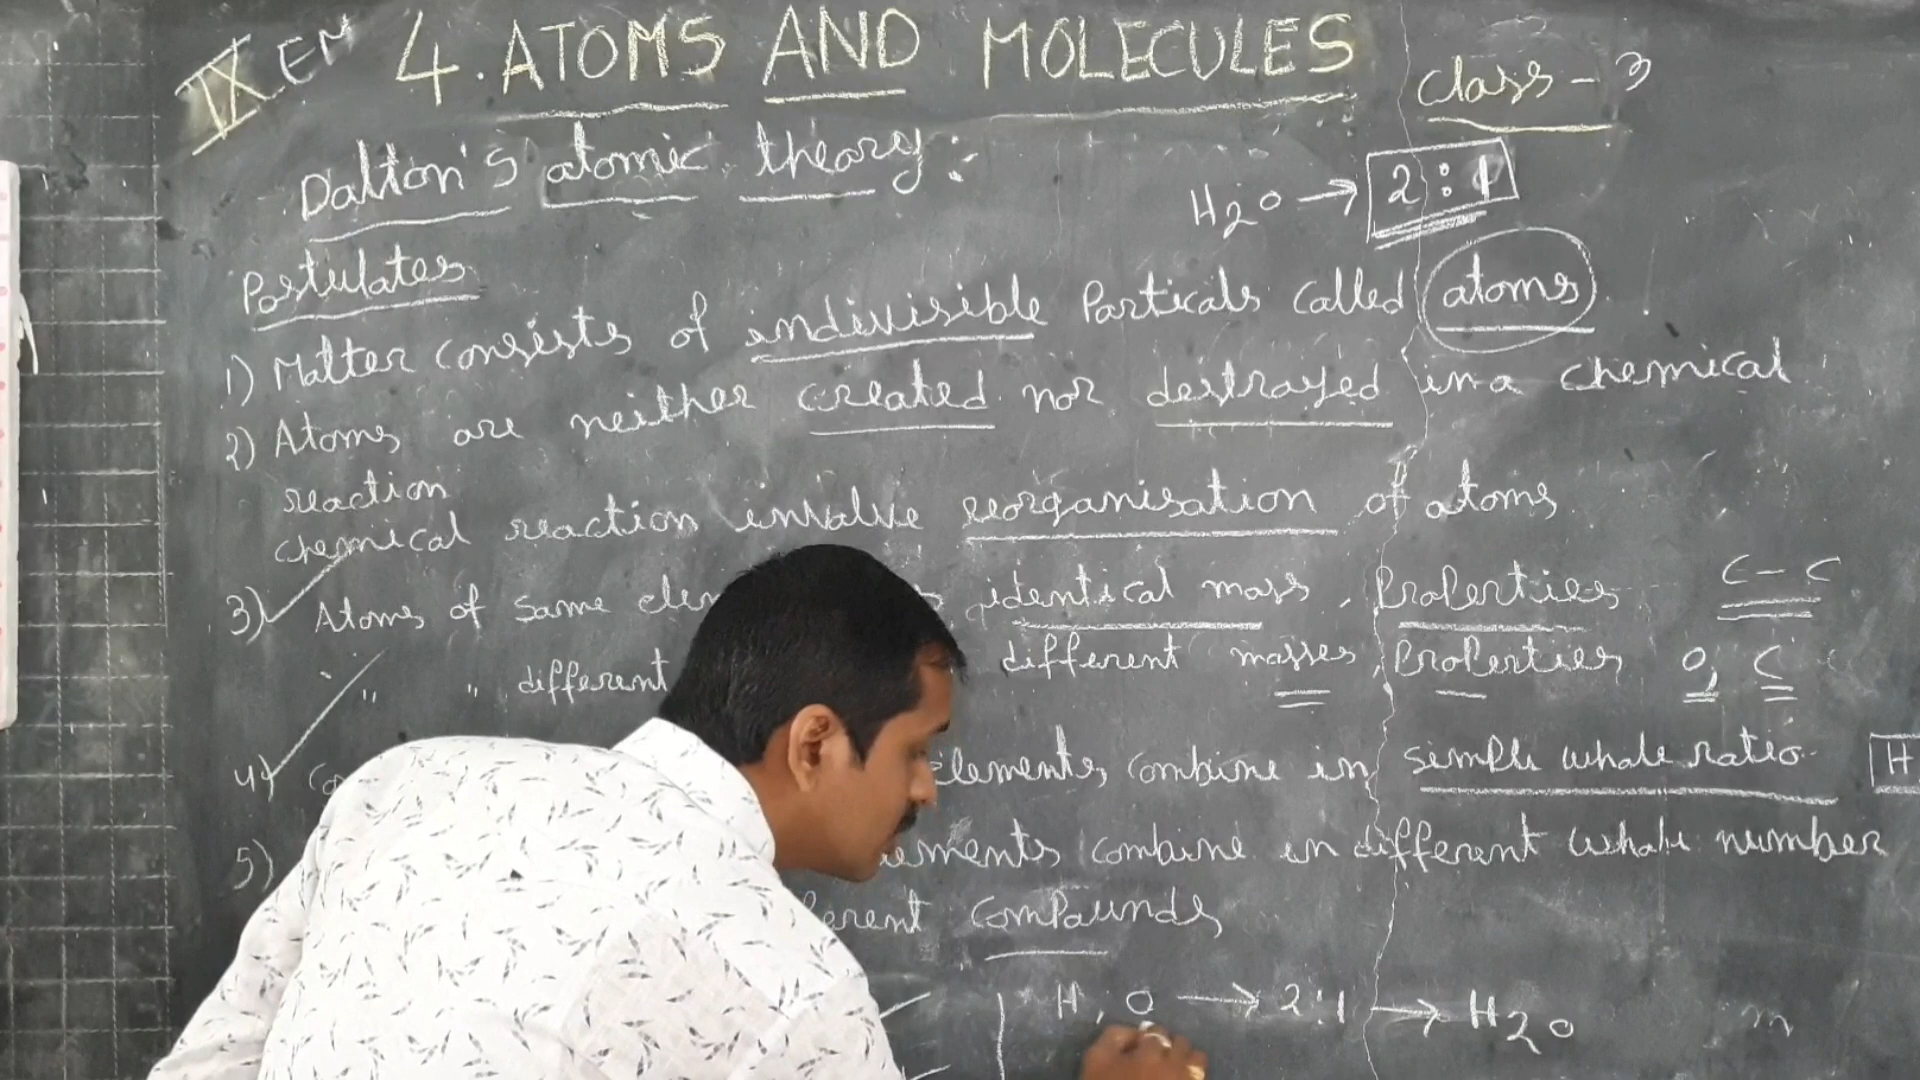 IX EM 4. ATOMS AND MOLECULES class - 3
Dalton's atomic theory :
H2O → 2 : 1
Postulates
1) Matter consists of indivisible Particals called atoms
2) Atoms are neither created nor destroyed in a chemical
reaction
chemical reaction involve reorganisation of atoms
3) Atoms of same identical mass, Properties C - C
" " different different masses, Properties O, C
4) elements combine in simple whole ratio H
5) combine in different whole number
Compounds
H, O → 2:1 → H2O